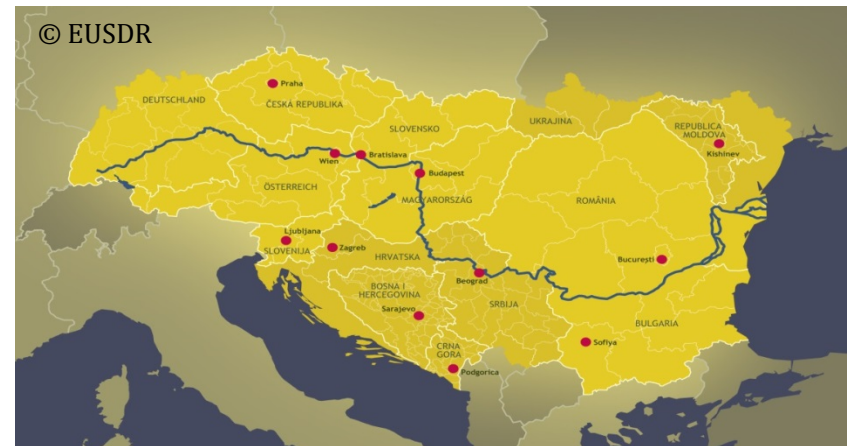 © EUSDR
Praha
DEUTSCHLAND
ČESKÁ REPUBLIKA
SLOVENSKO
UKRAJINA
REPUBLICA
MOLDOVA
Kishinev
Wien
Bratislava
Budapest
ÖSTERREICH
MAGYARORSZÁG
ROMÂNIA
Ljubljana
SLOVENIJA
Zagreb
HRVATSKA
Bucureşti
Beograd
BOSNA I
HERCEGOVINA
Sarajevo
SRBIJA
BULGARIA
Sofiya
CRNA
GORA
Podgorica